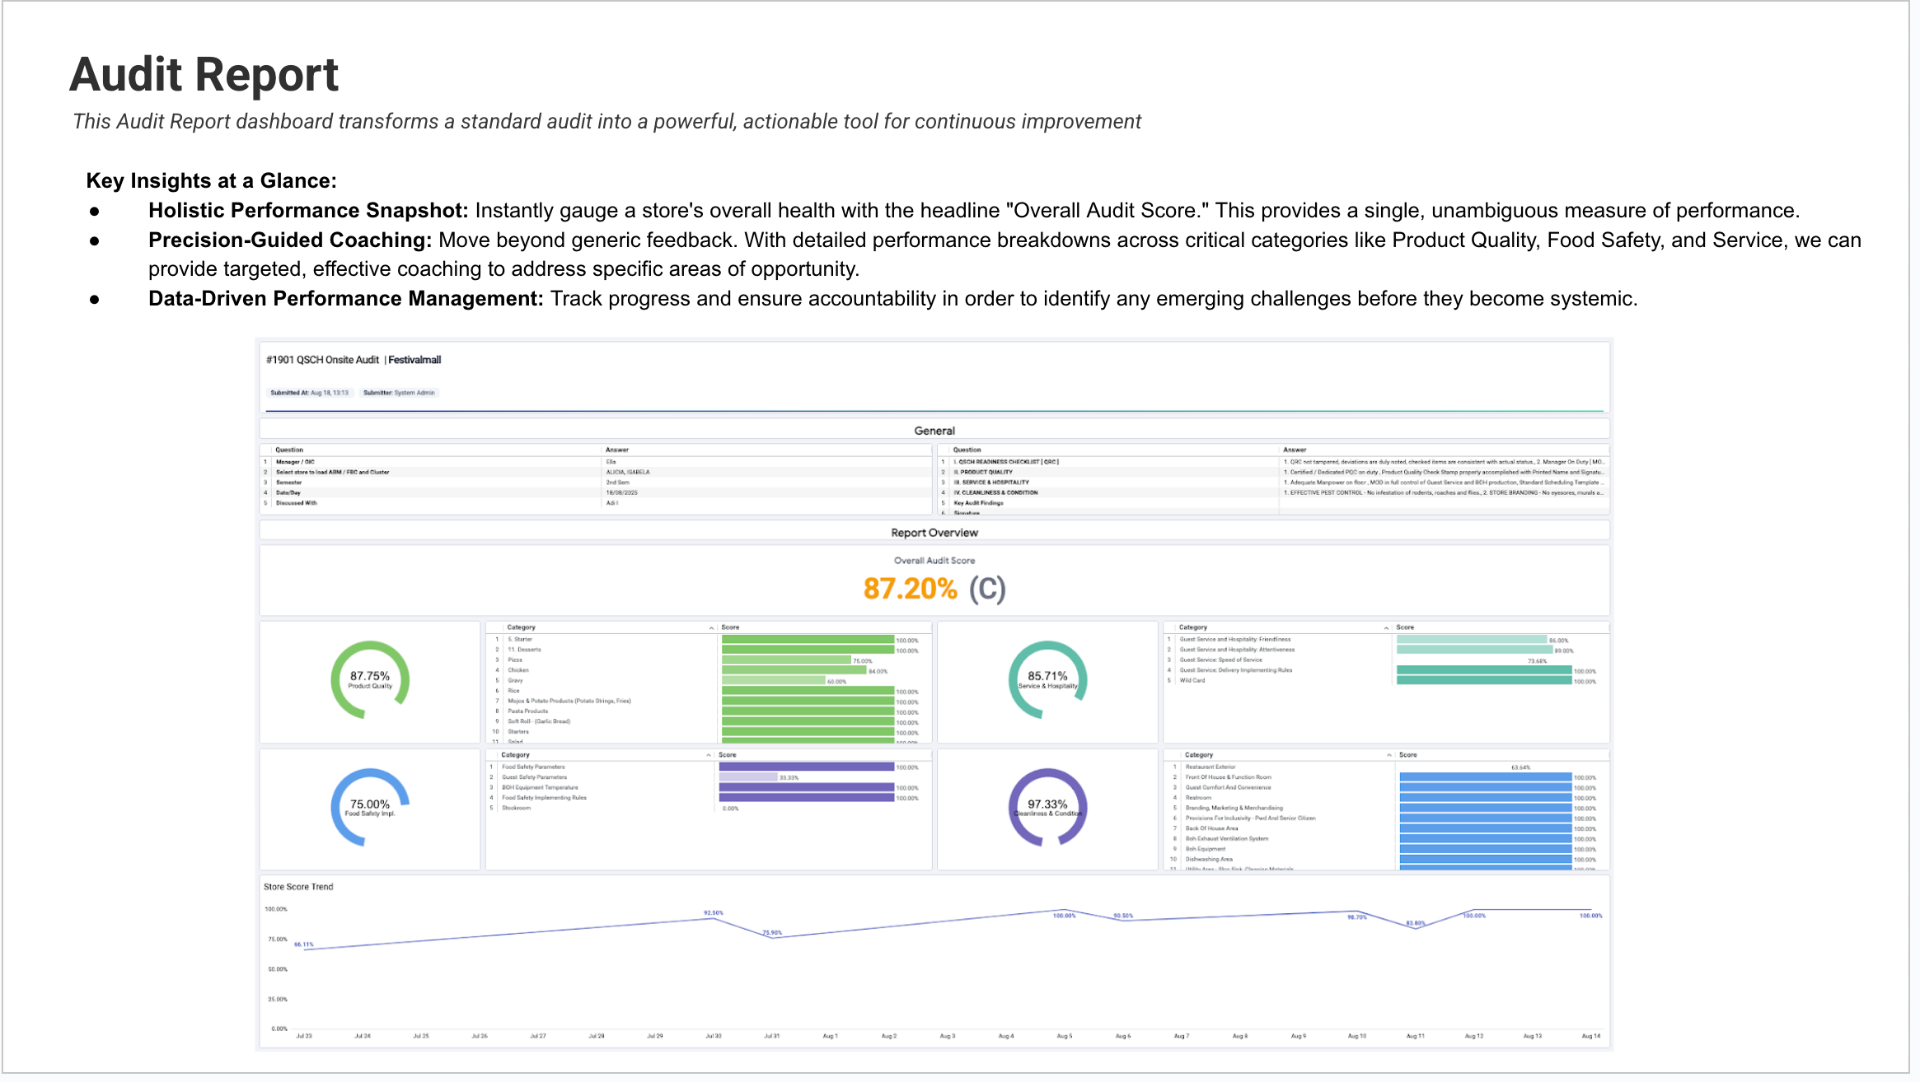 Audit Report
This Audit Report dashboard transforms a standard audit into a powerful, actionable tool for continuous improvement
Key Insights at a Glance:
● Holistic Performance Snapshot: Instantly gauge a store's overall health with the headline "Overall Audit Score." This provides a single, unambiguous measure of performance.
● Precision-Guided Coaching: Move beyond generic feedback. With detailed performance breakdowns across critical categories like Product Quality, Food Safety, and Service, we can
provide targeted, effective coaching to address specific areas of opportunity.
● Data-Driven Performance Management: Track progress and ensure accountability in order to identify any emerging challenges before they become systemic.
#1901 QSCH Onsite Audit | Festivalmall
Submitted At: Aug 18, 13:13 Submitter: System Admin
General
Question Answer
1 Manager / OIC Ella
2 Select store to load ABM / FBC and Cluster ALICIA, ISABELA
3 Semester 2nd Sem
4 Date/Day 18/08/2025
5 Discussed With Adi I
Question Answer
1 I. QSCH READINESS CHECKLIST [ QRC ] 1. QRC not tampered, deviations are duly noted, checked items are consistent with actual status., 2. Manager On Duty [ MO...
2 II. PRODUCT QUALITY 1. Certified / Dedicated PQC on duty , Product Quality Check Stamp properly accomplished with Printed Name and Signatu...
3 III. SERVICE & HOSPITALITY 1. Adequate Manpower on floor , MOD in full control of Guest Service and BOH production, Standard Scheduling Template ...
4 IV. CLEANLINESS & CONDITION 1. EFFECTIVE PEST CONTROL - No infestation of rodents, roaches and flies., 2. STORE BRANDING - No eyesores, murals a...
5 Key Audit Findings
6 Signature
Report Overview
Overall Audit Score
87.20% (C)
87.75%
Product Quality
Category Score
1 5. Starter 100.00%
2 11. Desserts 100.00%
3 Pizza 75.00%
4 Chicken 84.00%
5 Gravy 60.00%
6 Rice 100.00%
7 Mojos & Potato Products (Potato Strings, Fries) 100.00%
8 Pasta Products 100.00%
9 Soft Roll - (Garlic Bread) 100.00%
10 Starters 100.00%
11 Salad 100.00%
85.71%
Service & Hospitality
Category Score
1 Guest Service and Hospitality: Friendliness 86.00%
2 Guest Service and Hospitality: Attentiveness 89.00%
3 Guest Service: Speed of Service 73.68%
4 Guest Service: Delivery Implementing Rules 100.00%
5 Wild Card 100.00%
75.00%
Food Safety Impl.
Category Score
1 Food Safety Parameters 100.00%
2 Guest Safety Parameters 33.33%
3 BOH Equipment Temperature 100.00%
4 Food Safety Implementing Rules 100.00%
5 Stockroom 0.00%
97.33%
Cleanliness & Condition
Category Score
1 Restaurant Exterior 63.64%
2 Front Of House & Function Room 100.00%
3 Guest Comfort And Convenience 100.00%
4 Restroom 100.00%
5 Branding, Marketing & Merchandising 100.00%
6 Provisions For Inclusivity - Pwd And Senior Citizen 100.00%
7 Back Of House Area 100.00%
8 Boh Exhaust Ventilation System 100.00%
9 Boh Equipment 100.00%
10 Dishwashing Area 100.00%
11 100.00%
Store Score Trend
100.00%
75.00%
50.00%
25.00%
0.00%
66.11% 92.00% 75.90% 100.00% 90.50% 98.70% 83.80% 100.00% 100.00%
Jul 23 Jul 24 Jul 25 Jul 26 Jul 27 Jul 28 Jul 29 Jul 30 Jul 31 Aug 1 Aug 2 Aug 3 Aug 4 Aug 5 Aug 6 Aug 7 Aug 8 Aug 9 Aug 10 Aug 11 Aug 12 Aug 13 Aug 14